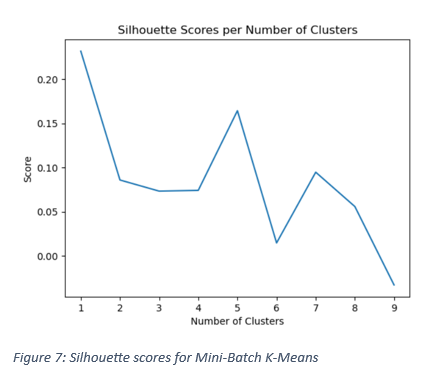 Silhouette Scores per Number of Clusters
0.20
0.15
0.10
0.05
0.00
Score
1 2 3 4 5 6 7 8 9
Number of Clusters
Figure 7: Silhouette scores for Mini-Batch K-Means